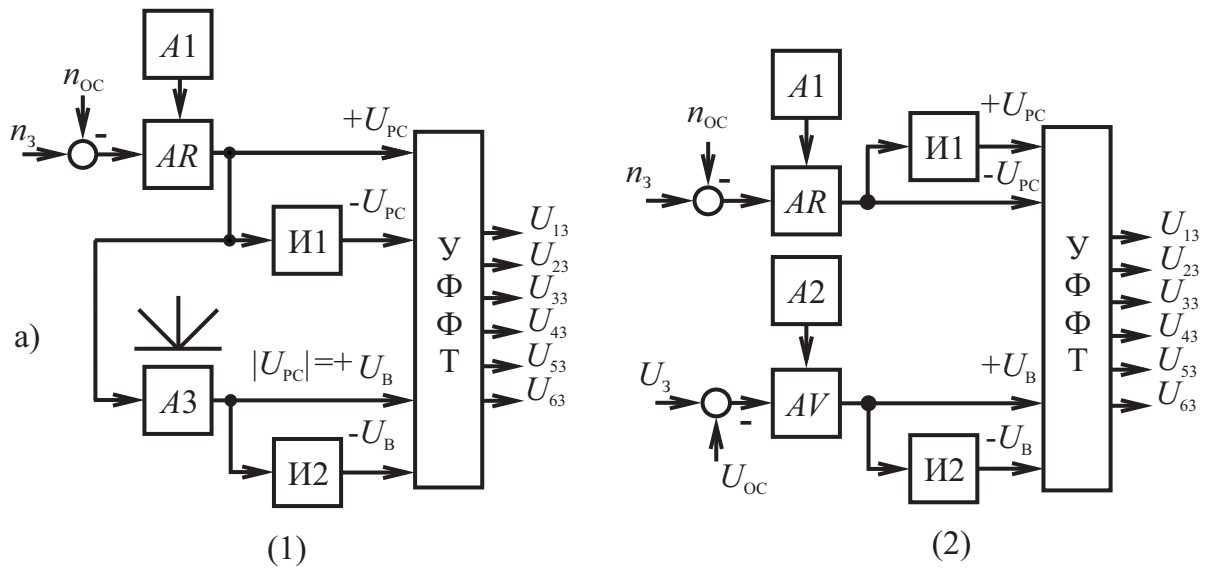 A1
n_ОС
n_З
-
AR
+U_РС
И1
-U_РС
У
Ф
Ф
Т
U_13
U_23
U_33
U_43
U_53
U_63
а)
|U_РС|=+ U_В
A3
И2
-U_В
(1)
A1
n_ОС
n_З
-
AR
И1
+U_РС
-U_РС
A2
U_З
-
AV
U_ОС
+U_В
И2
-U_В
У
Ф
Ф
Т
U_13
U_23
U_33
U_43
U_53
U_63
(2)